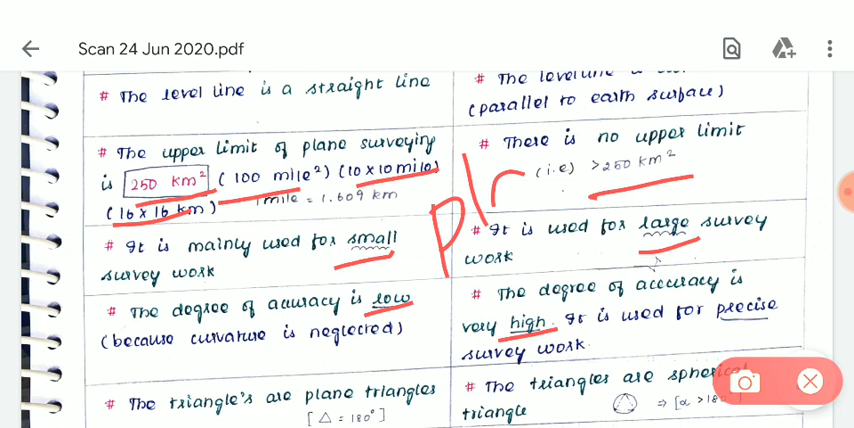 Scan 24 Jun 2020.pdf
# The level line is a straight line
# The level line
(parallel to earth surface)
# The upper limit of plane surveying
is 250 km² (100 mile²) (10 x 10 mile)
(16 x 16 km) 1 mile = 1.609 km
# There is no upper limit
(i.e) >250 km²
plr
# It is mainly used for small
survey work
# It is used for large survey
work
# The degree of accuracy is low
(because curvature is neglected)
# The degree of accuracy is
very high. It is used for precise
survey work.
# The triangle's are plane triangles
[△ = 180°]
# The triangles are spherical
triangle ⇒ [α >180°]